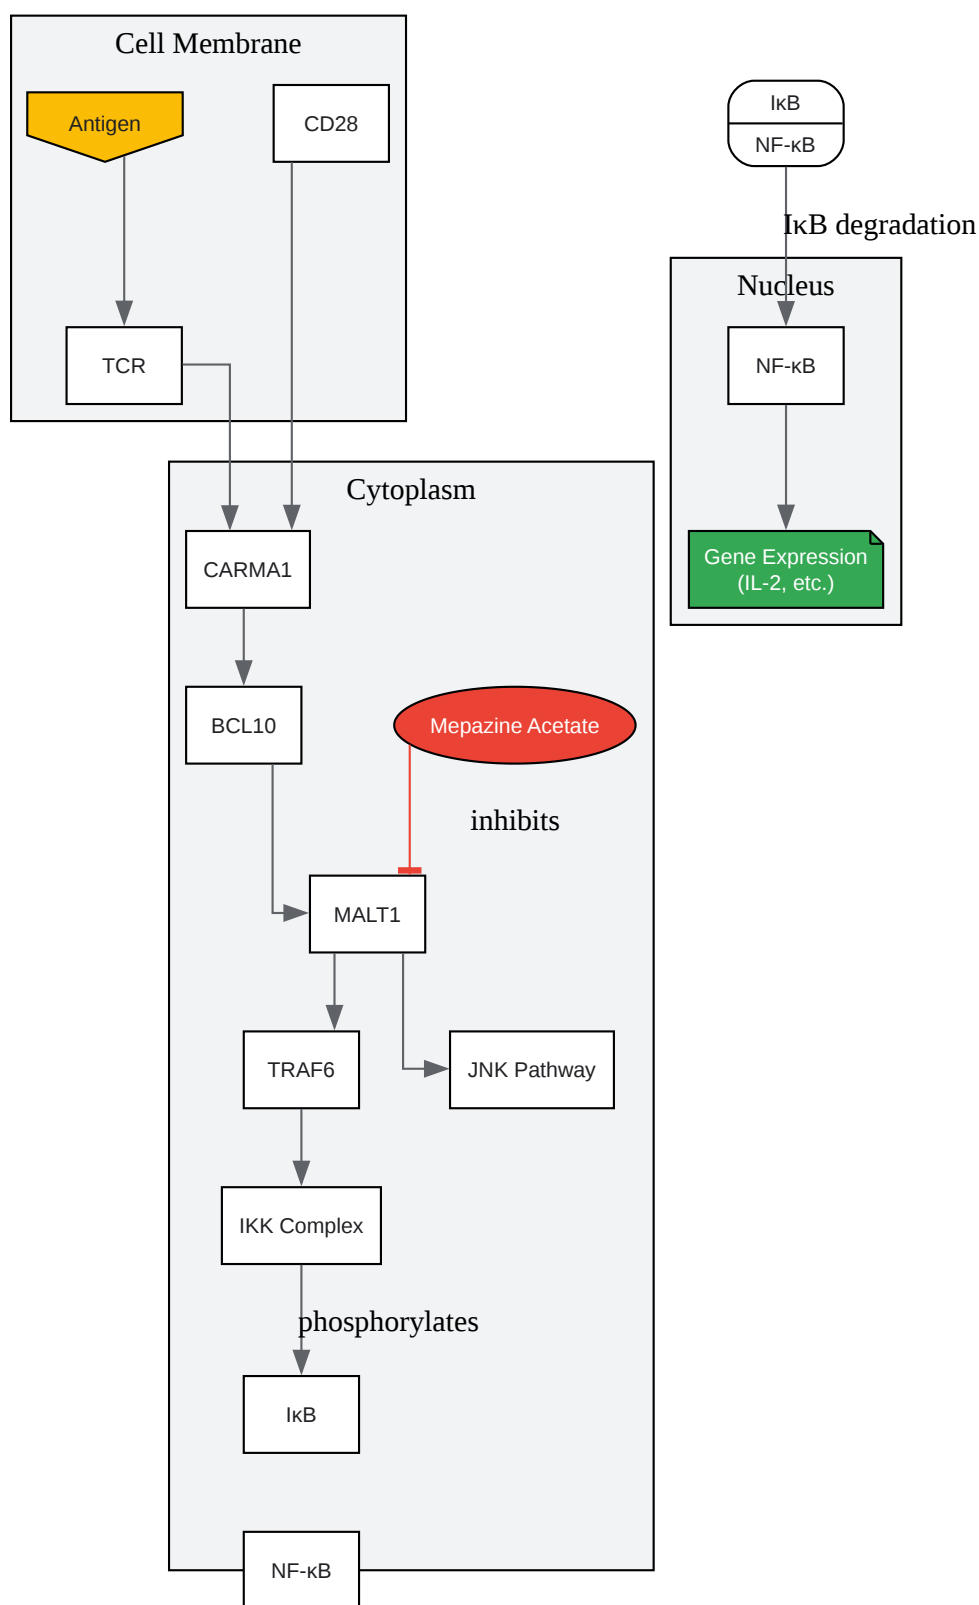 Cell Membrane
Antigen
CD28
TCR
IκB
NF-κB
IκB degradation
Nucleus
NF-κB
Gene Expression
(IL-2, etc.)
Cytoplasm
CARMA1
BCL10
Mepazine Acetate
inhibits
MALT1
TRAF6
JNK Pathway
IKK Complex
phosphorylates
IκB
NF-κB